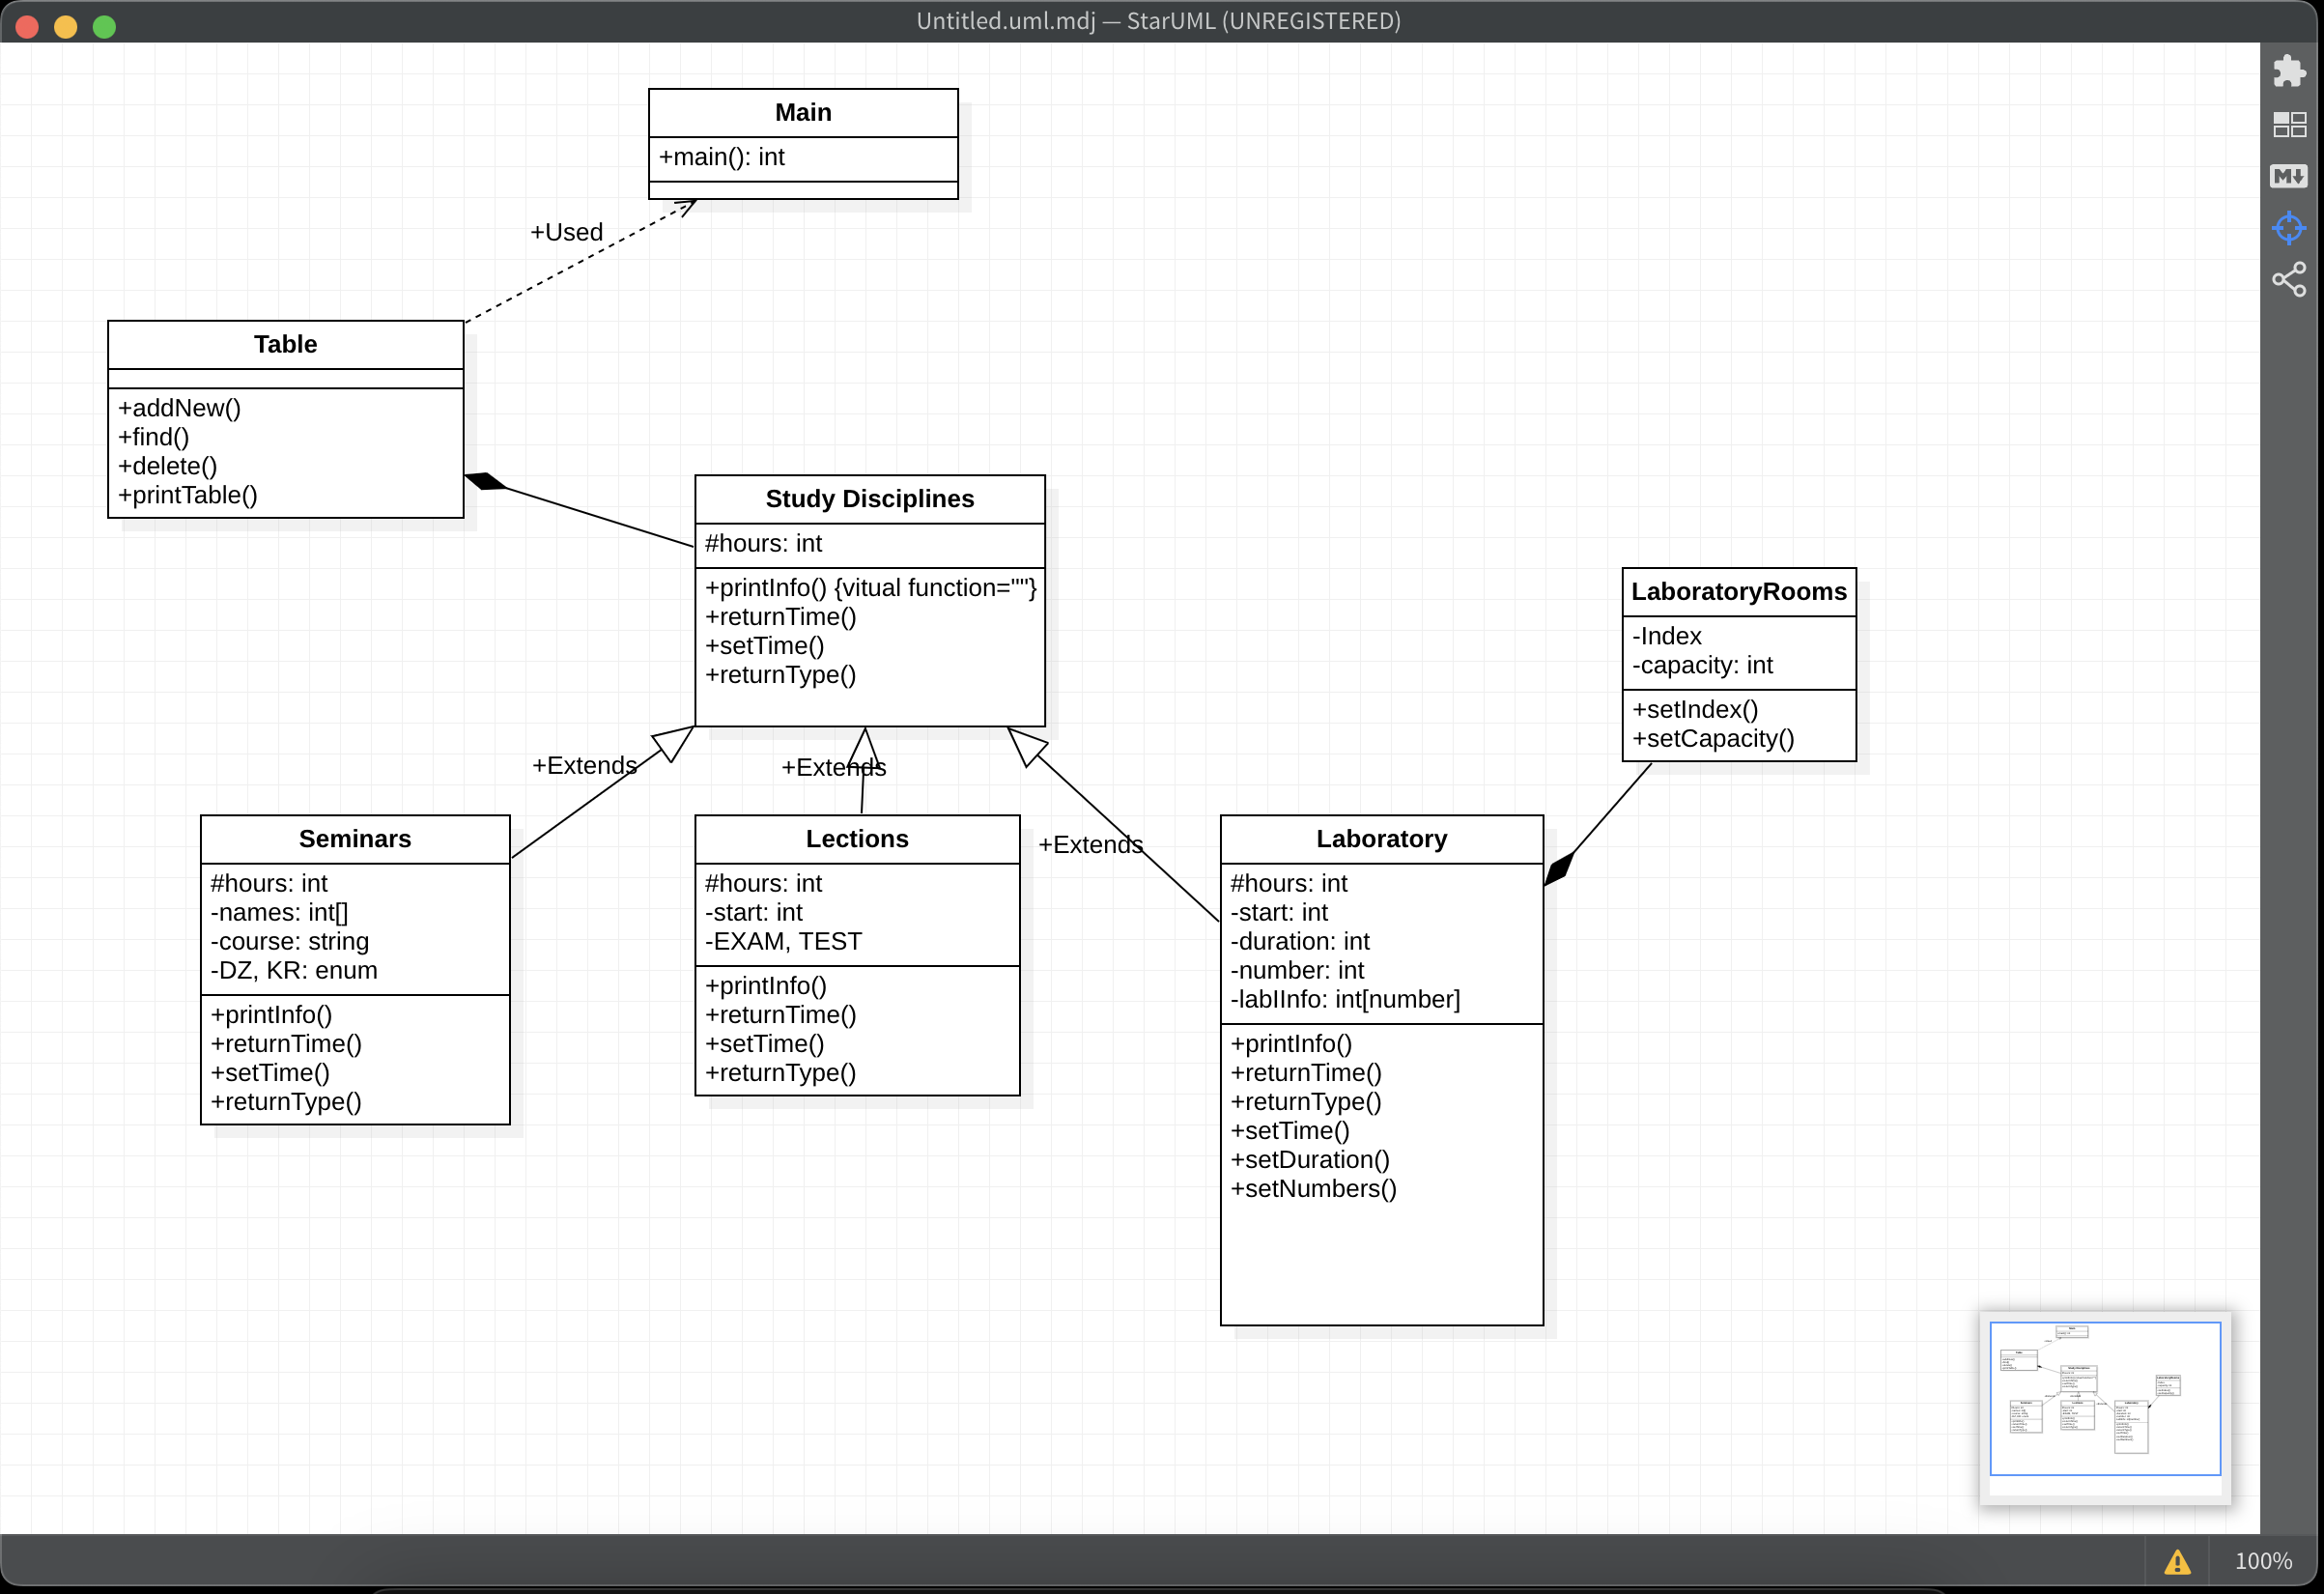 Untitled.uml.mdj — StarUML (UNREGISTERED)
Main
+main(): int
+Used
Table
+addNew()
+find()
+delete()
+printTable()
Study Disciplines
#hours: int
+printInfo() {vitual function=""}
+returnTime()
+setTime()
+returnType()
LaboratoryRooms
-Index
-capacity: int
+setIndex()
+setCapacity()
+Extends
+Extends
+Extends
Seminars
#hours: int
-names: int[]
-course: string
-DZ, KR: enum
+printInfo()
+returnTime()
+setTime()
+returnType()
Lections
#hours: int
-start: int
-EXAM, TEST
+printInfo()
+returnTime()
+setTime()
+returnType()
Laboratory
#hours: int
-start: int
-duration: int
-number: int
-labIInfo: int[number]
+printInfo()
+returnTime()
+returnType()
+setTime()
+setDuration()
+setNumbers()
100%